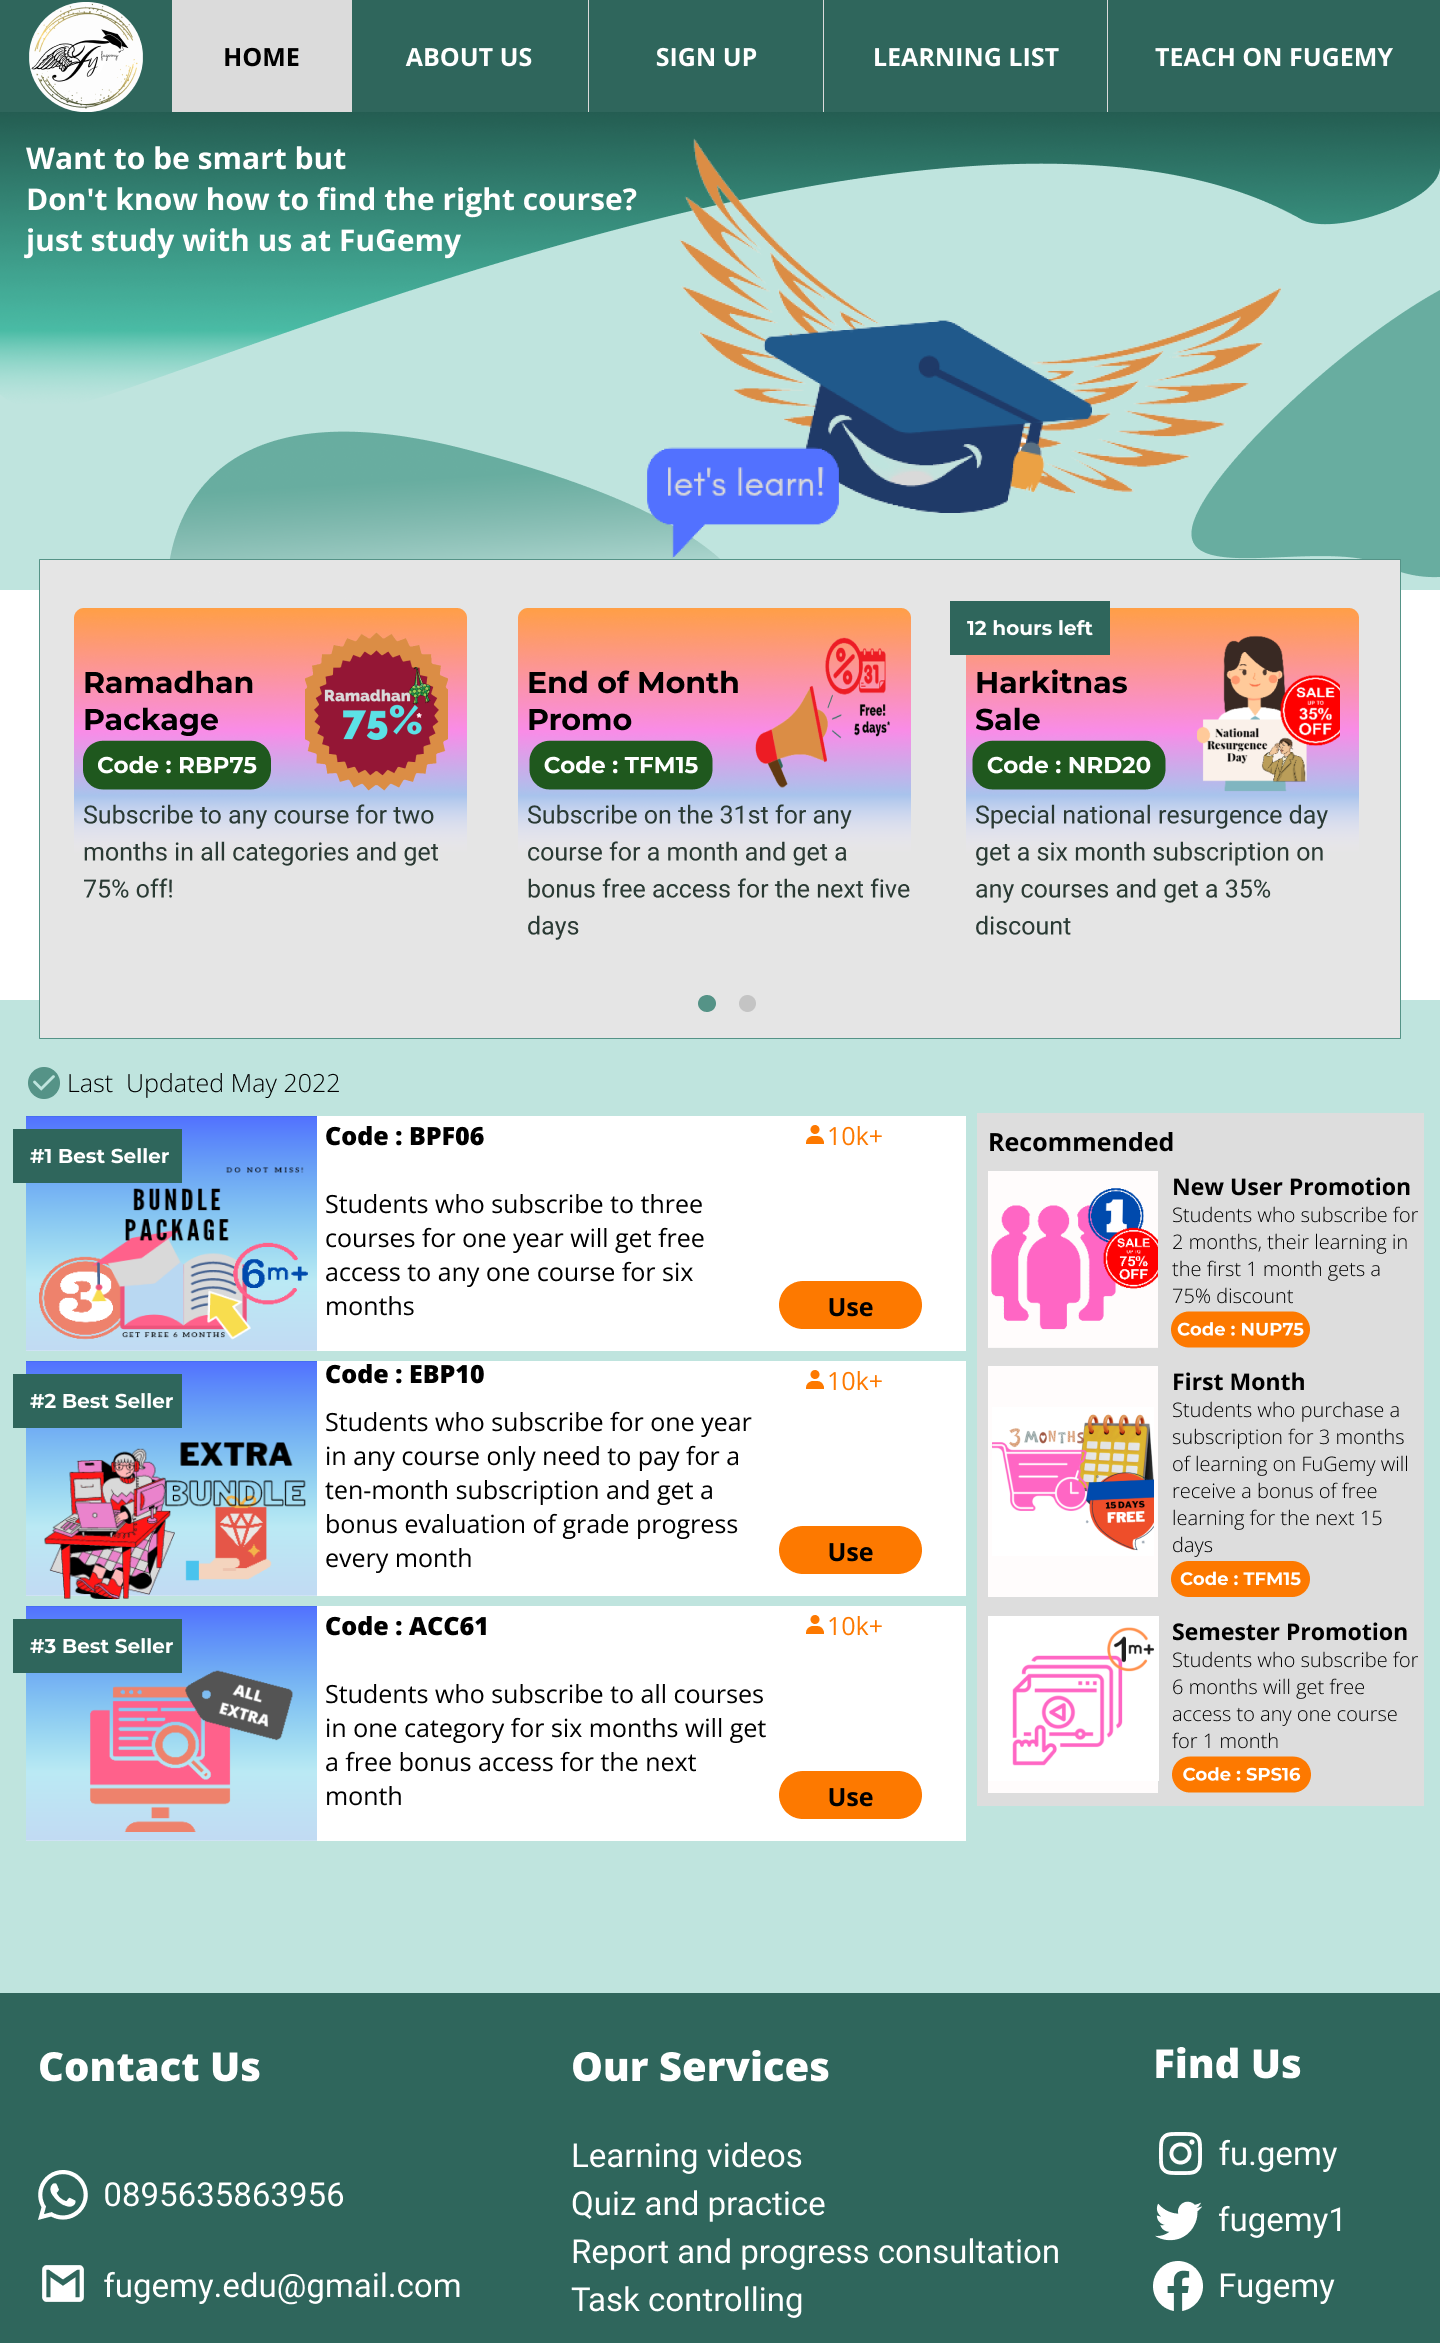 Fy
fugemy
HOME
ABOUT US
SIGN UP
LEARNING LIST
TEACH ON FUGEMY
Want to be smart but
Don't know how to find the right course?
just study with us at FuGemy
let's learn!
Ramadhan
Package
Code : RBP75
Ramadhan
75%
Subscribe to any course for two
months in all categories and get
75% off!
End of Month
Promo
Code : TFM15
%
31
Free!
5 days*
Subscribe on the 31st for any
course for a month and get a
bonus free access for the next five
days
12 hours left
Harkitnas
Sale
Code : NRD20
SALE
UP TO
35%
OFF
National
Resurgence
Day
Special national resurgence day
get a six month subscription on
any courses and get a 35%
discount
Last  Updated May 2022
#1 Best Seller
DO NOT MISS!
BUNDLE
PACKAGE
3
6m+
GET FREE 6 MONTHS
Code : BPF06
10k+
Students who subscribe to three
courses for one year will get free
access to any one course for six
months
Use
#2 Best Seller
EXTRA
BUNDLE
Code : EBP10
10k+
Students who subscribe for one year
in any course only need to pay for a
ten-month subscription and get a
bonus evaluation of grade progress
every month
Use
#3 Best Seller
ALL
EXTRA
Code : ACC61
10k+
Students who subscribe to all courses
in one category for six months will get
a free bonus access for the next
month
Use
Recommended
1
SALE
UP TO
75%
OFF
New User Promotion
Students who subscribe for
2 months, their learning in
the first 1 month gets a
75% discount
Code : NUP75
3 MONTHS
15 DAYS
FREE
First Month
Students who purchase a
subscription for 3 months
of learning on FuGemy will
receive a bonus of free
learning for the next 15
days
Code : TFM15
1m+
Semester Promotion
Students who subscribe for
6 months will get free
access to any one course
for 1 month
Code : SPS16
Contact Us
0895635863956
fugemy.edu@gmail.com
Our Services
Learning videos
Quiz and practice
Report and progress consultation
Task controlling
Find Us
fu.gemy
fugemy1
Fugemy